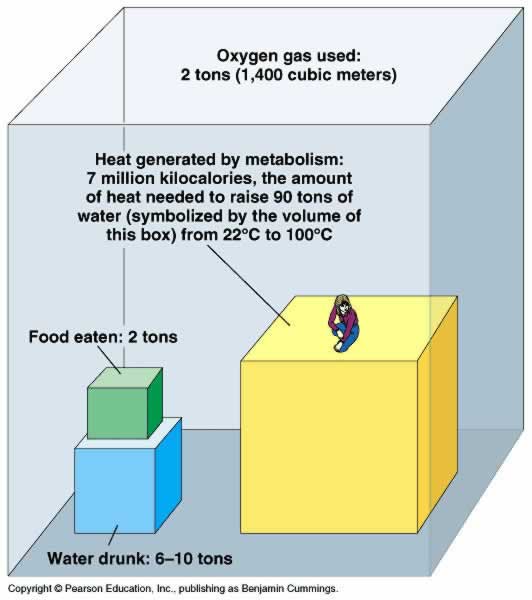 Oxygen gas used:
2 tons (1,400 cubic meters)
Heat generated by metabolism:
7 million kilocalories, the amount
of heat needed to raise 90 tons of
water (symbolized by the volume of
this box) from 22°C to 100°C
Food eaten: 2 tons
Water drunk: 6–10 tons
Copyright © Pearson Education, Inc., publishing as Benjamin Cummings.